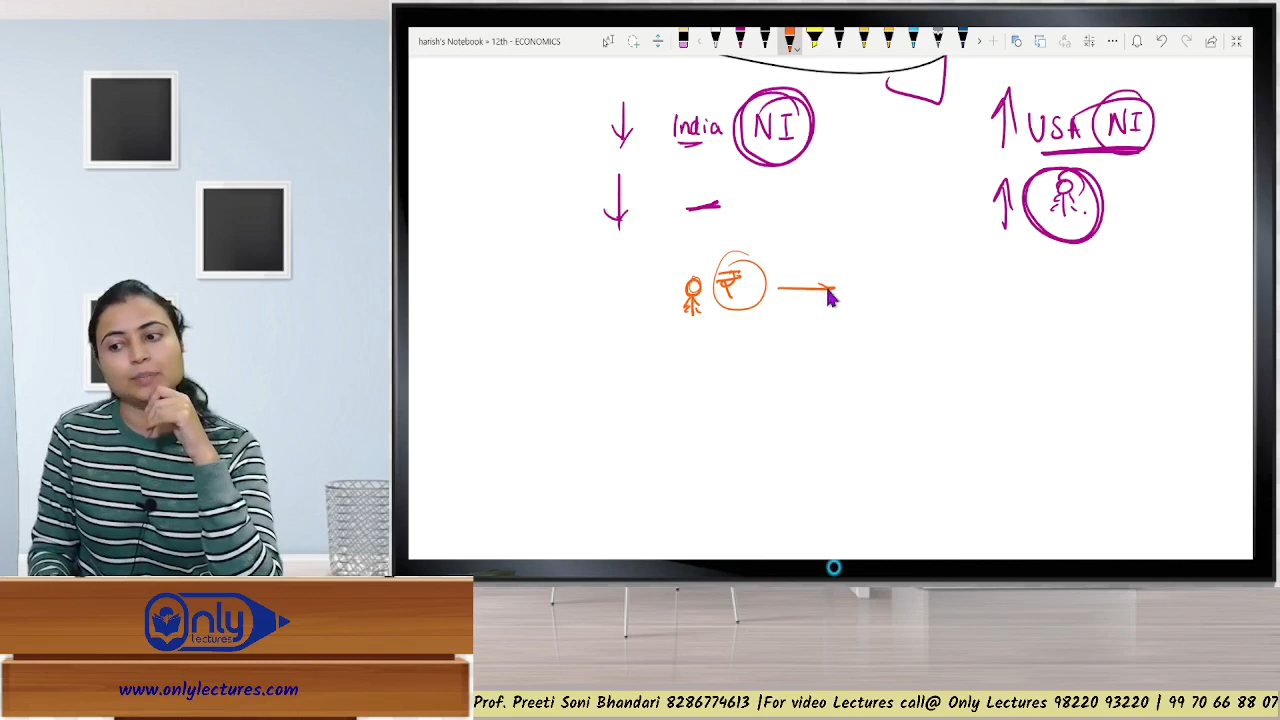 harish's Notebook » 12th - ECONOMICS
India NI
USA NI
₹
Only
lectures
www.onlylectures.com
Prof. Preeti Soni Bhandari 8286774613 |For video Lectures call@ Only Lectures 98220 93220 | 99 70 66 88 07